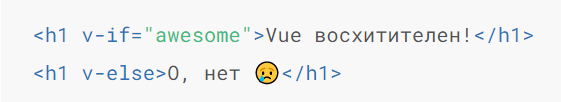 <h1 v-if="awesome">Vue восхитителен!</h1>
<h1 v-else>О, нет 😢</h1>